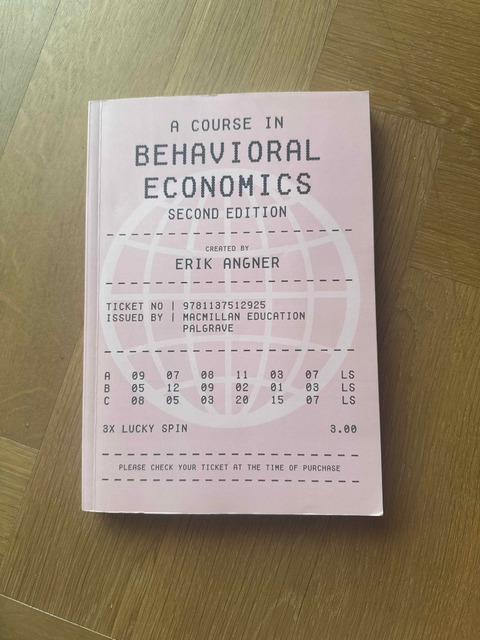 A COURSE IN
BEHAVIORAL
ECONOMICS
SECOND EDITION
CREATED BY
ERIK ANGNER
TICKET NO | 9781137512925
ISSUED BY | MACMILLAN EDUCATION
PALGRAVE
A 09 07 08 11 03 07 LS
B 05 12 09 02 01 03 LS
C 08 05 03 20 15 07 LS
3X LUCKY SPIN 3.00
PLEASE CHECK YOUR TICKET AT THE TIME OF PURCHASE